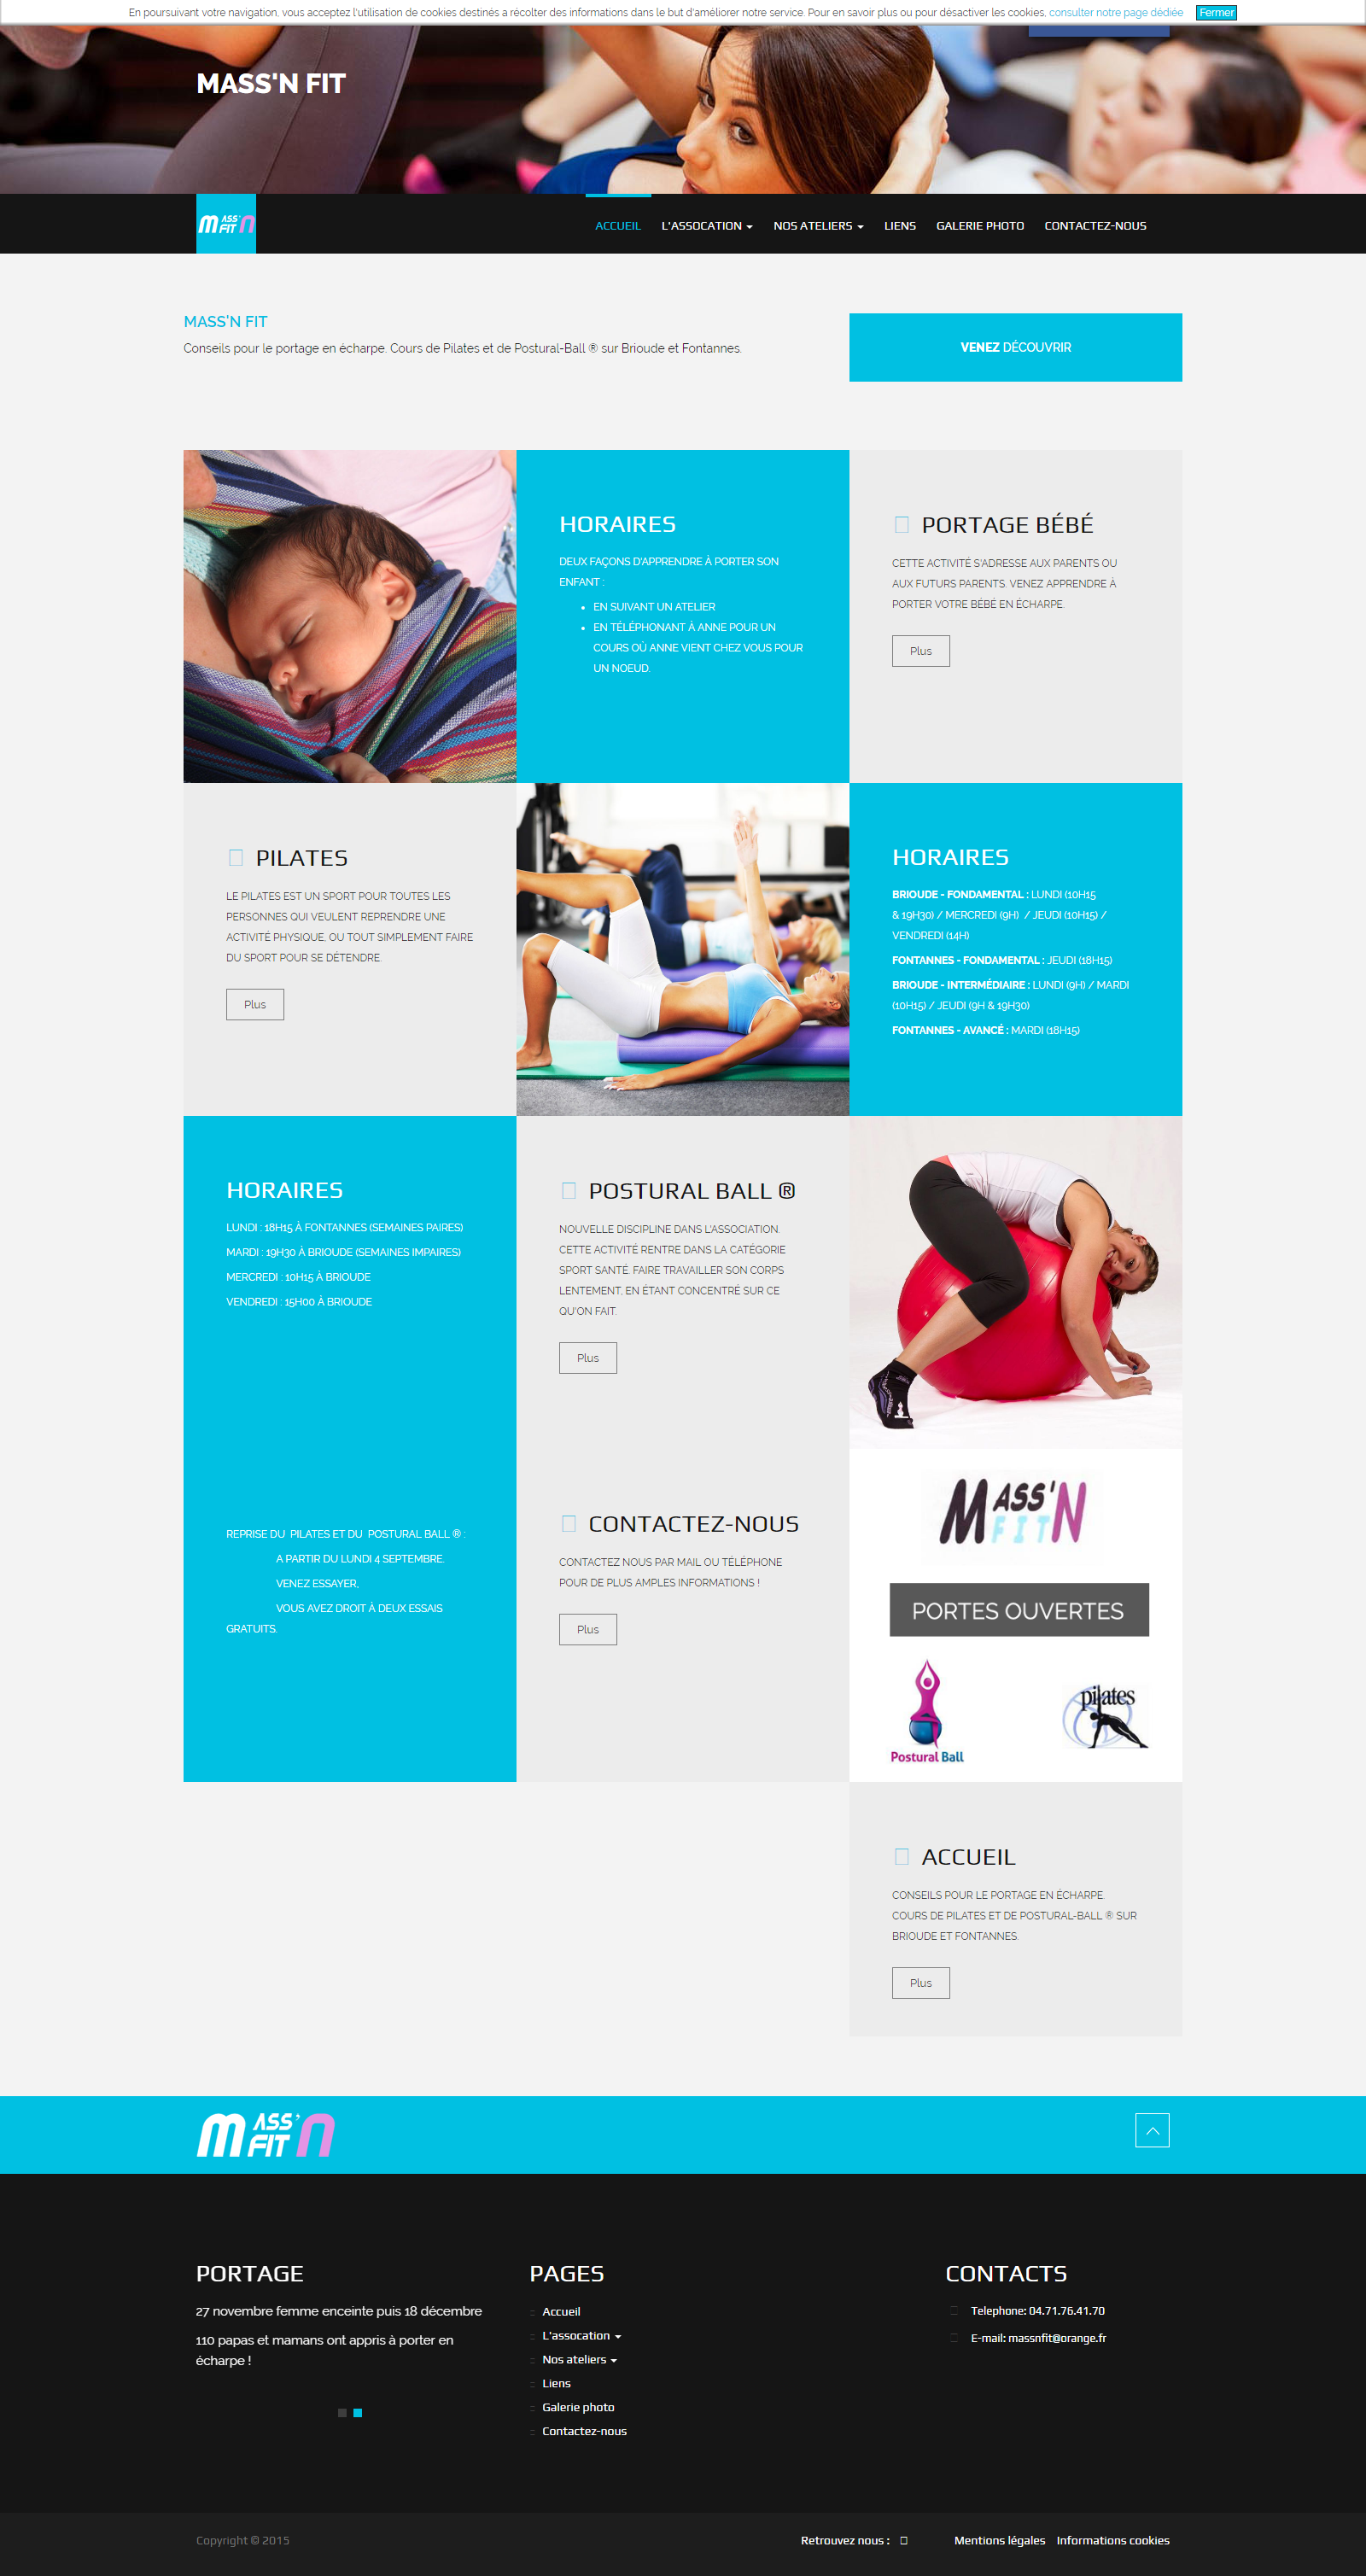 En poursuivant votre navigation, vous acceptez l'utilisation de cookies destinés a récolter des informations dans le but d'améliorer notre service. Pour en savoir plus ou pour désactiver les cookies, consulter notre page dédiée Fermer
MASS'N FIT
MASS'N FIT
ACCUEIL L'ASSOCATION NOS ATELIERS LIENS GALERIE PHOTO CONTACTEZ-NOUS
MASS'N FIT
Conseils pour le portage en écharpe. Cours de Pilates et de Postural-Ball ® sur Brioude et Fontannes.
VENEZ DÉCOUVRIR
HORAIRES
DEUX FAÇONS D'APPRENDRE À PORTER SON
ENFANT :
• EN SUIVANT UN ATELIER
• EN TÉLÉPHONANT À ANNE POUR UN
COURS OÙ ANNE VIENT CHEZ VOUS POUR
UN NOEUD.
PORTAGE BÉBÉ
CETTE ACTIVITÉ S'ADRESSE AUX PARENTS OU
AUX FUTURS PARENTS. VENEZ APPRENDRE À
PORTER VOTRE BÉBÉ EN ÉCHARPE.
Plus
PILATES
LE PILATES EST UN SPORT POUR TOUTES LES
PERSONNES QUI VEULENT REPRENDRE UNE
ACTIVITÉ PHYSIQUE, OU TOUT SIMPLEMENT FAIRE
DU SPORT POUR SE DÉTENDRE.
Plus
HORAIRES
BRIOUDE - FONDAMENTAL : LUNDI (10H15
& 19H30) / MERCREDI (9H) / JEUDI (10H15) /
VENDREDI (14H)
FONTANNES - FONDAMENTAL : JEUDI (18H15)
BRIOUDE - INTERMÉDIAIRE : LUNDI (9H) / MARDI
(10H15) / JEUDI (9H & 19H30)
FONTANNES - AVANCÉ : MARDI (18H15)
HORAIRES
LUNDI : 18H15 À FONTANNES (SEMAINES PAIRES)
MARDI : 19H30 À BRIOUDE (SEMAINES IMPAIRES)
MERCREDI : 10H15 À BRIOUDE
VENDREDI : 15H00 À BRIOUDE
POSTURAL BALL ®
NOUVELLE DISCIPLINE DANS L'ASSOCIATION.
CETTE ACTIVITÉ RENTRE DANS LA CATÉGORIE
SPORT SANTÉ. FAIRE TRAVAILLER SON CORPS
LENTEMENT, EN ÉTANT CONCENTRÉ SUR CE
QU'ON FAIT.
Plus
REPRISE DU PILATES ET DU POSTURAL BALL ® :
A PARTIR DU LUNDI 4 SEPTEMBRE.
VENEZ ESSAYER,
VOUS AVEZ DROIT À DEUX ESSAIS
GRATUITS.
CONTACTEZ-NOUS
CONTACTEZ NOUS PAR MAIL OU TÉLÉPHONE
POUR DE PLUS AMPLES INFORMATIONS !
Plus
MASS'N
FIT
PORTES OUVERTES
Postural Ball
pilates
ACCUEIL
CONSEILS POUR LE PORTAGE EN ÉCHARPE.
COURS DE PILATES ET DE POSTURAL-BALL ® SUR
BRIOUDE ET FONTANNES.
Plus
MASS'N FIT
PORTAGE
27 novembre femme enceinte puis 18 décembre
110 papas et mamans ont appris à porter en
écharpe !
PAGES
Accueil
L'assocation
Nos ateliers
Liens
Galerie photo
Contactez-nous
CONTACTS
Telephone: 04.71.76.41.70
E-mail: massnfit@orange.fr
Copyright © 2015
Retrouvez nous :
Mentions légales Informations cookies